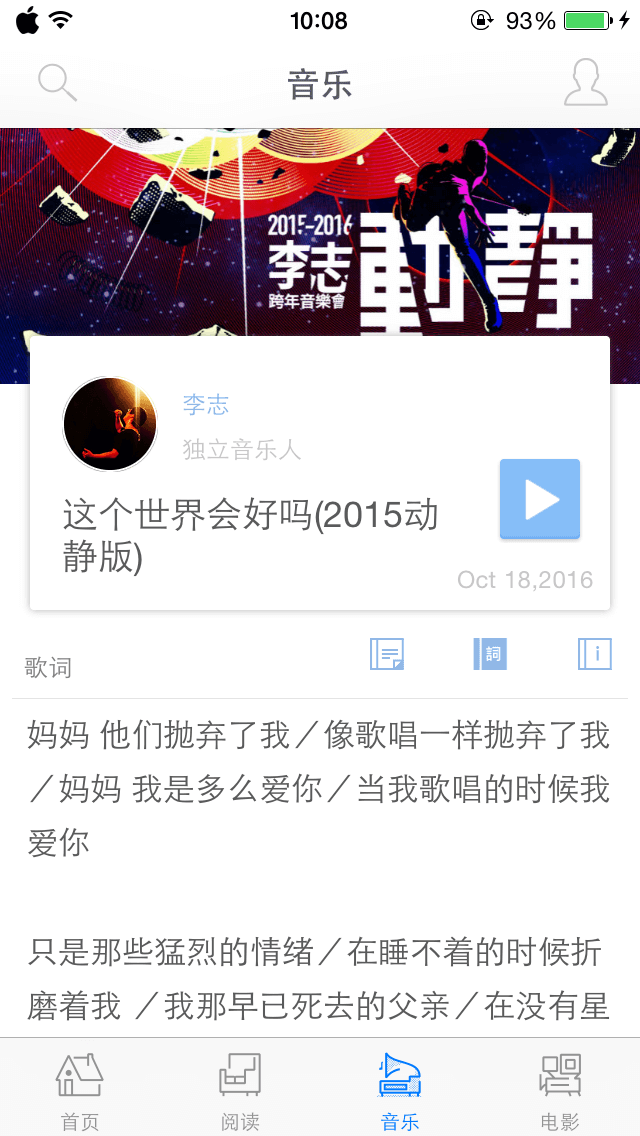 10:08
93%
音乐
2015-2016
李志
跨年音樂會
動靜
李志
独立音乐人
这个世界会好吗(2015动
静版)
Oct 18,2016
歌词
詞
i
妈妈 他们抛弃了我／像歌唱一样抛弃了我
／妈妈 我是多么爱你／当我歌唱的时候我
爱你
只是那些猛烈的情绪／在睡不着的时候折
磨着我 ／我那早已死去的父亲／在没有星
首页
阅读
音乐
电影